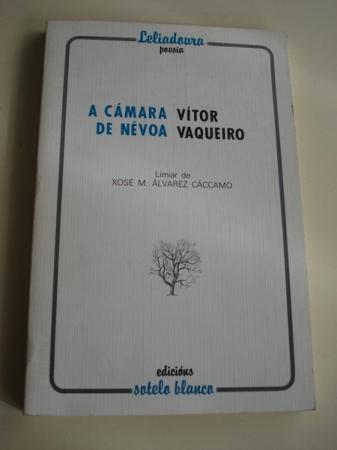 Leliadoura
poesía
A CÁMARA VÍTOR
DE NÉVOA VAQUEIRO
Limiar de
XOSÉ M. ÁLVAREZ CÁCCAMO
edicións
sotelo blanco